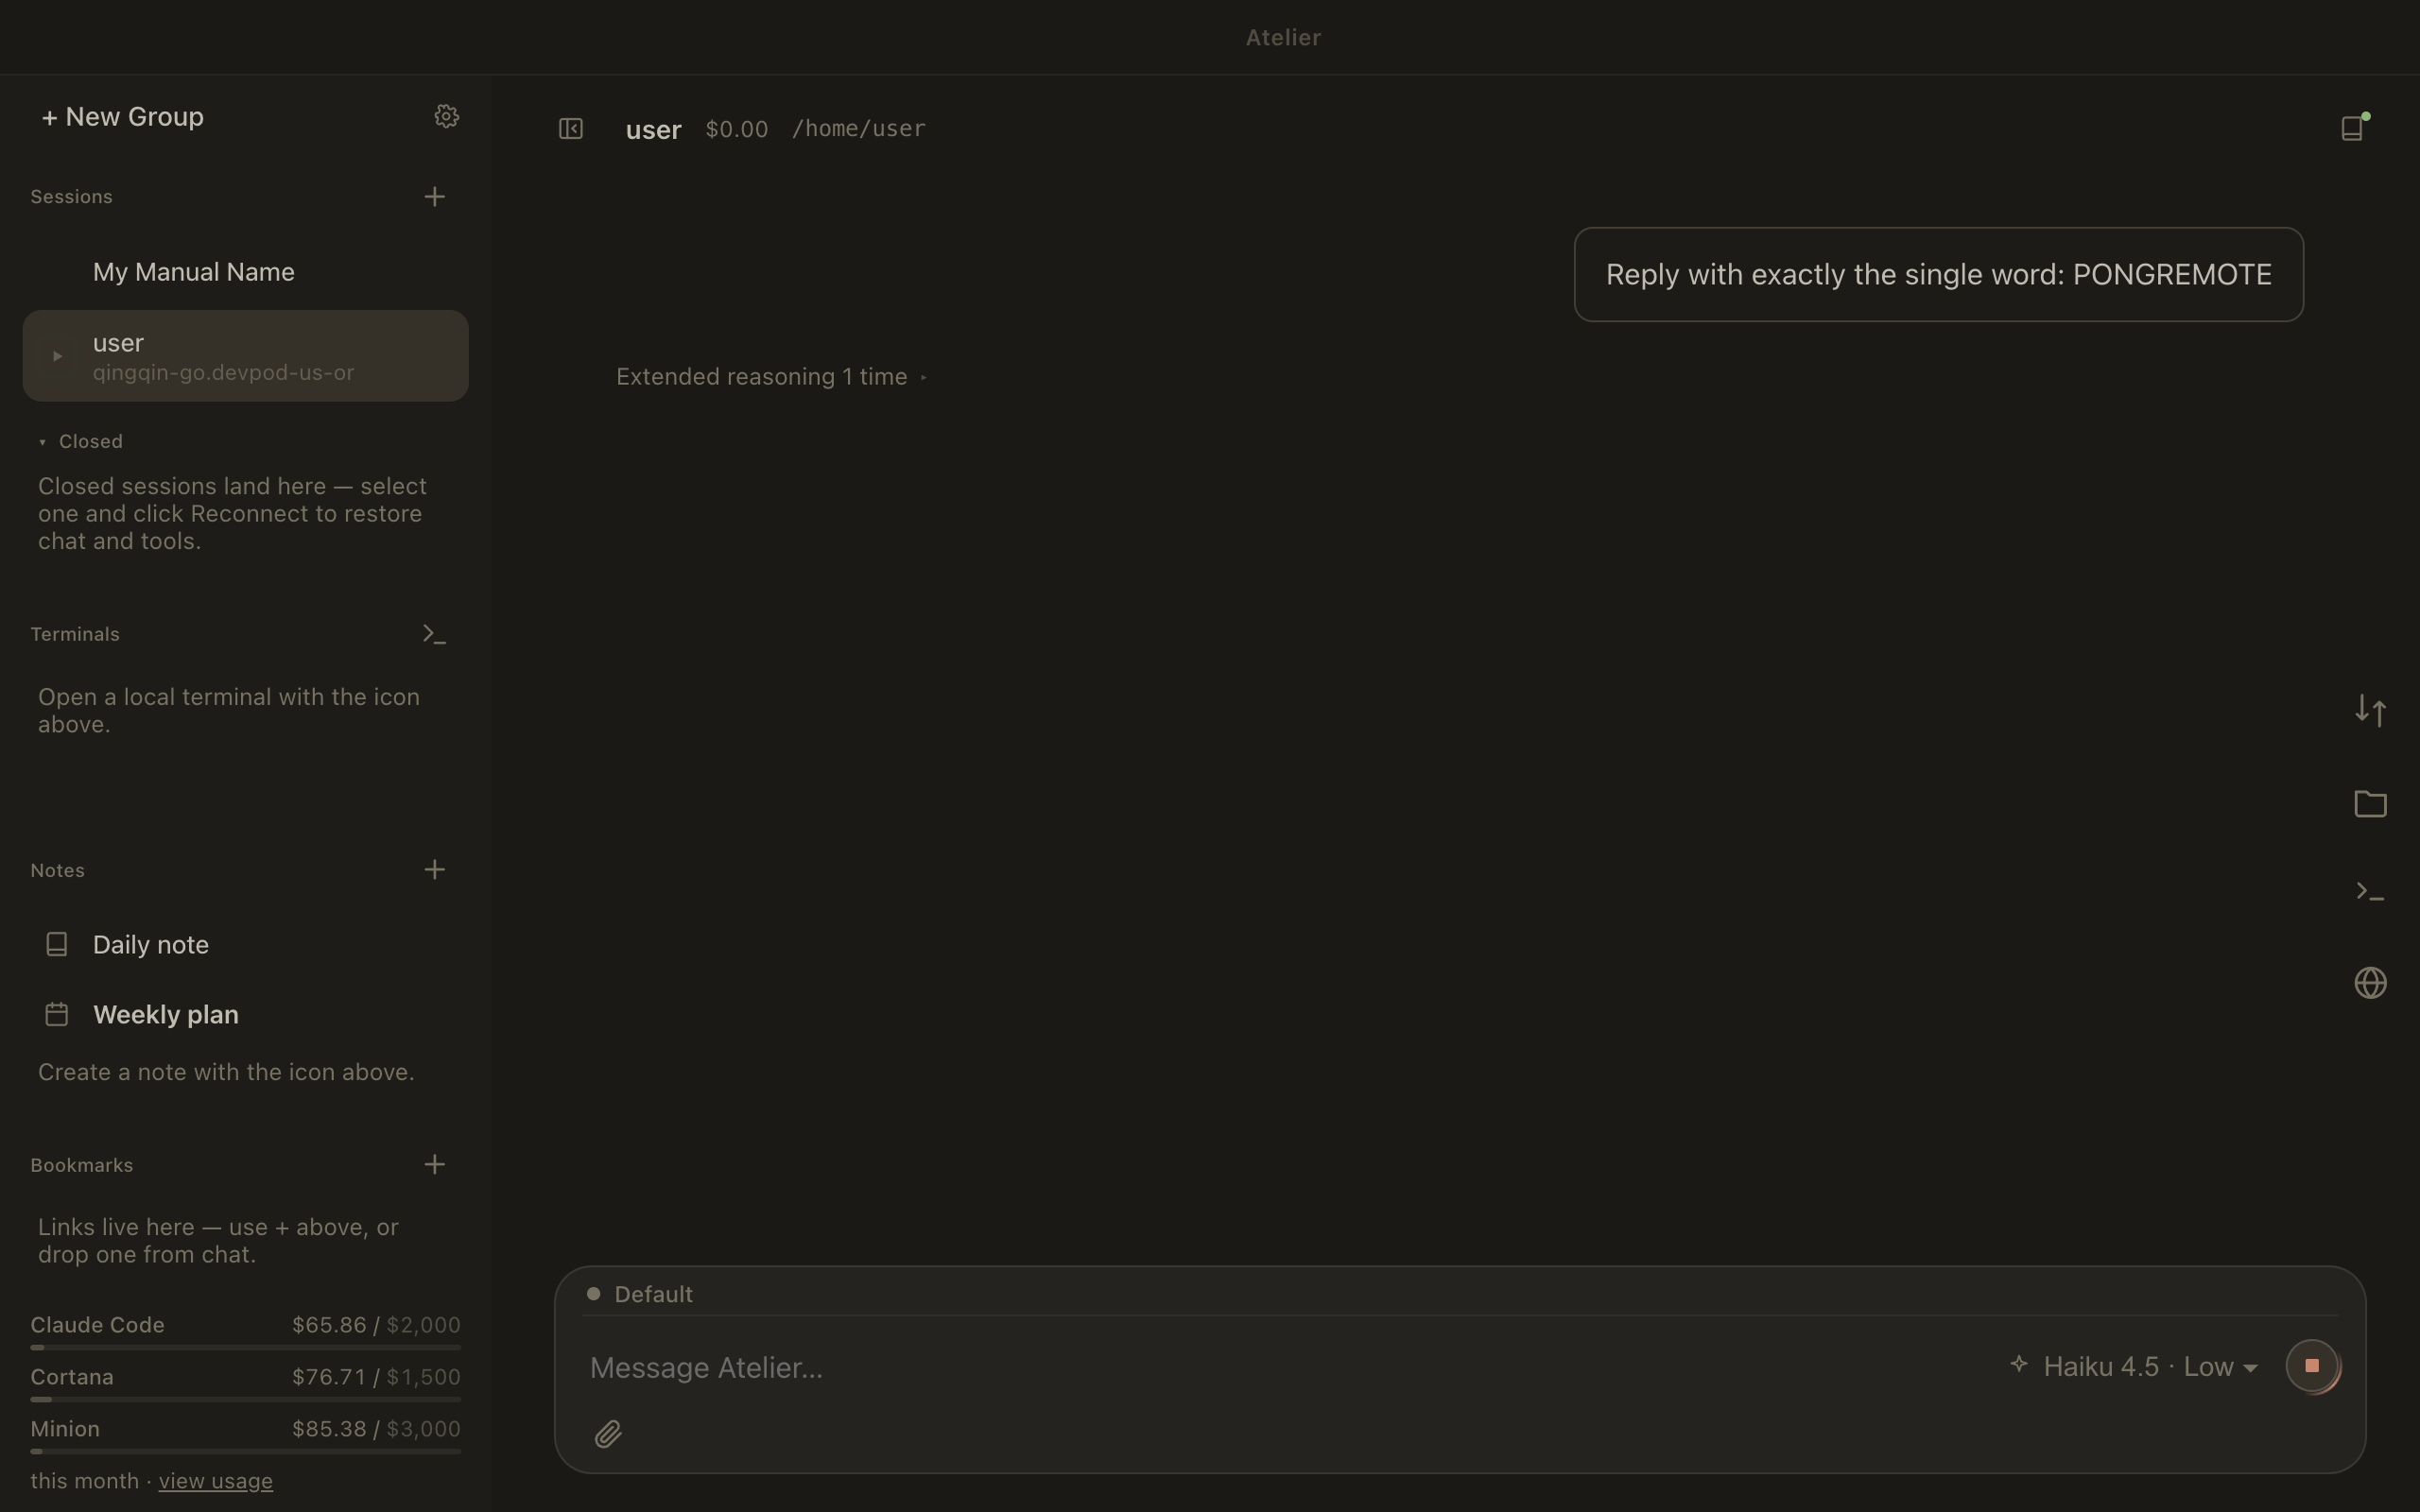 Atelier
+ New Group
Sessions
My Manual Name
user
qingqin-go.devpod-us-or
Closed
Closed sessions land here — select
one and click Reconnect to restore
chat and tools.
Terminals
Open a local terminal with the icon
above.
Notes
Daily note
Weekly plan
Create a note with the icon above.
Bookmarks
Links live here — use + above, or
drop one from chat.
Claude Code $65.86 / $2,000
Cortana $76.71 / $1,500
Minion $85.38 / $3,000
this month · view usage
user $0.00 /home/user
Reply with exactly the single word: PONGREMOTE
Extended reasoning 1 time
Default
Message Atelier...
Haiku 4.5 · Low